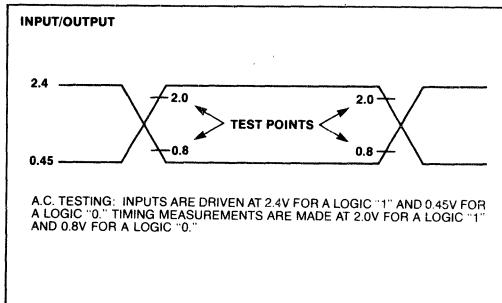 INPUT/OUTPUT
2.4
2.0
2.0
TEST POINTS
0.8
0.8
0.45
A.C. TESTING: INPUTS ARE DRIVEN AT 2.4V FOR A LOGIC "1" AND 0.45V FOR
A LOGIC "0." TIMING MEASUREMENTS ARE MADE AT 2.0V FOR A LOGIC "1"
AND 0.8V FOR A LOGIC "0."